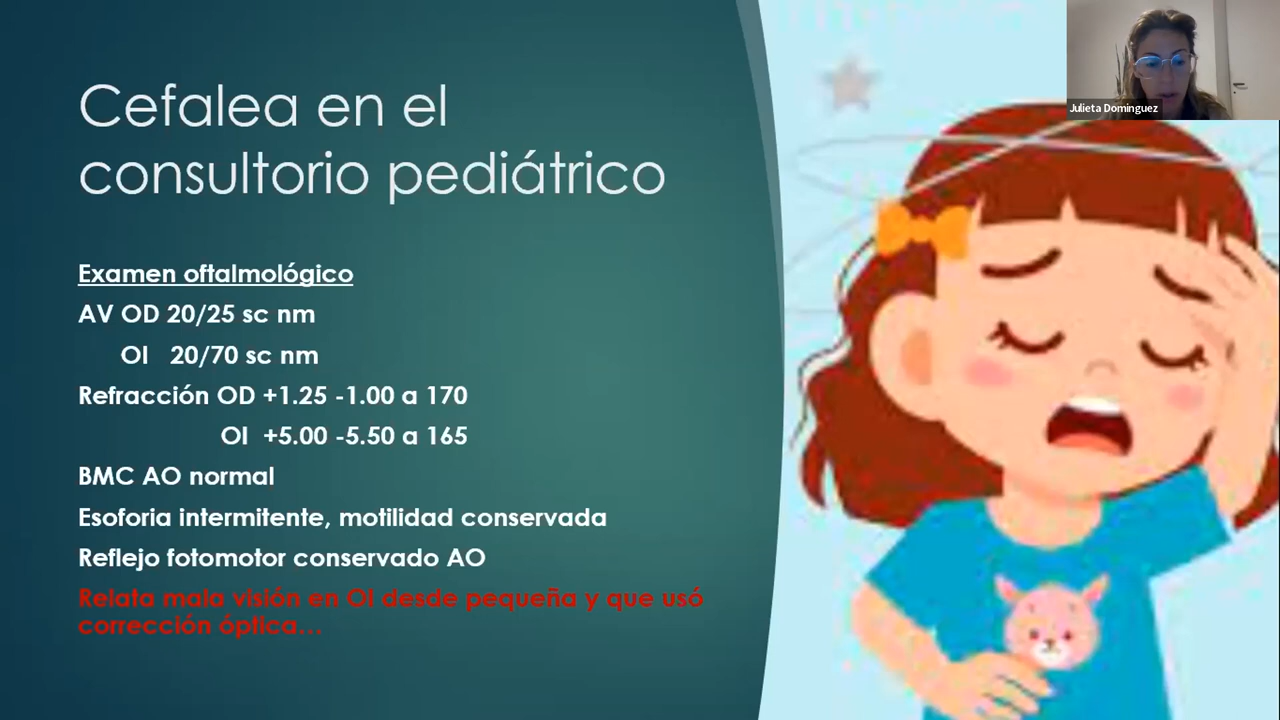 Cefalea en el
consultorio pediátrico
Examen oftalmológico
AV OD 20/25 sc nm
OI 20/70 sc nm
Refracción OD +1.25 -1.00 a 170
OI +5.00 -5.50 a 165
BMC AO normal
Esoforia intermitente, motilidad conservada
Reflejo fotomotor conservado AO
Relata mala visión en OI desde pequeña y que usó
corrección óptica...
Julieta Dominguez